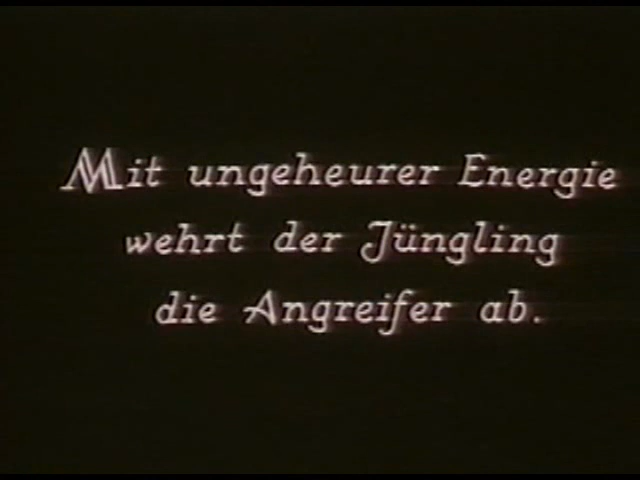 Mit ungeheurer Energie
wehrt der Jüngling
die Angreifer ab.